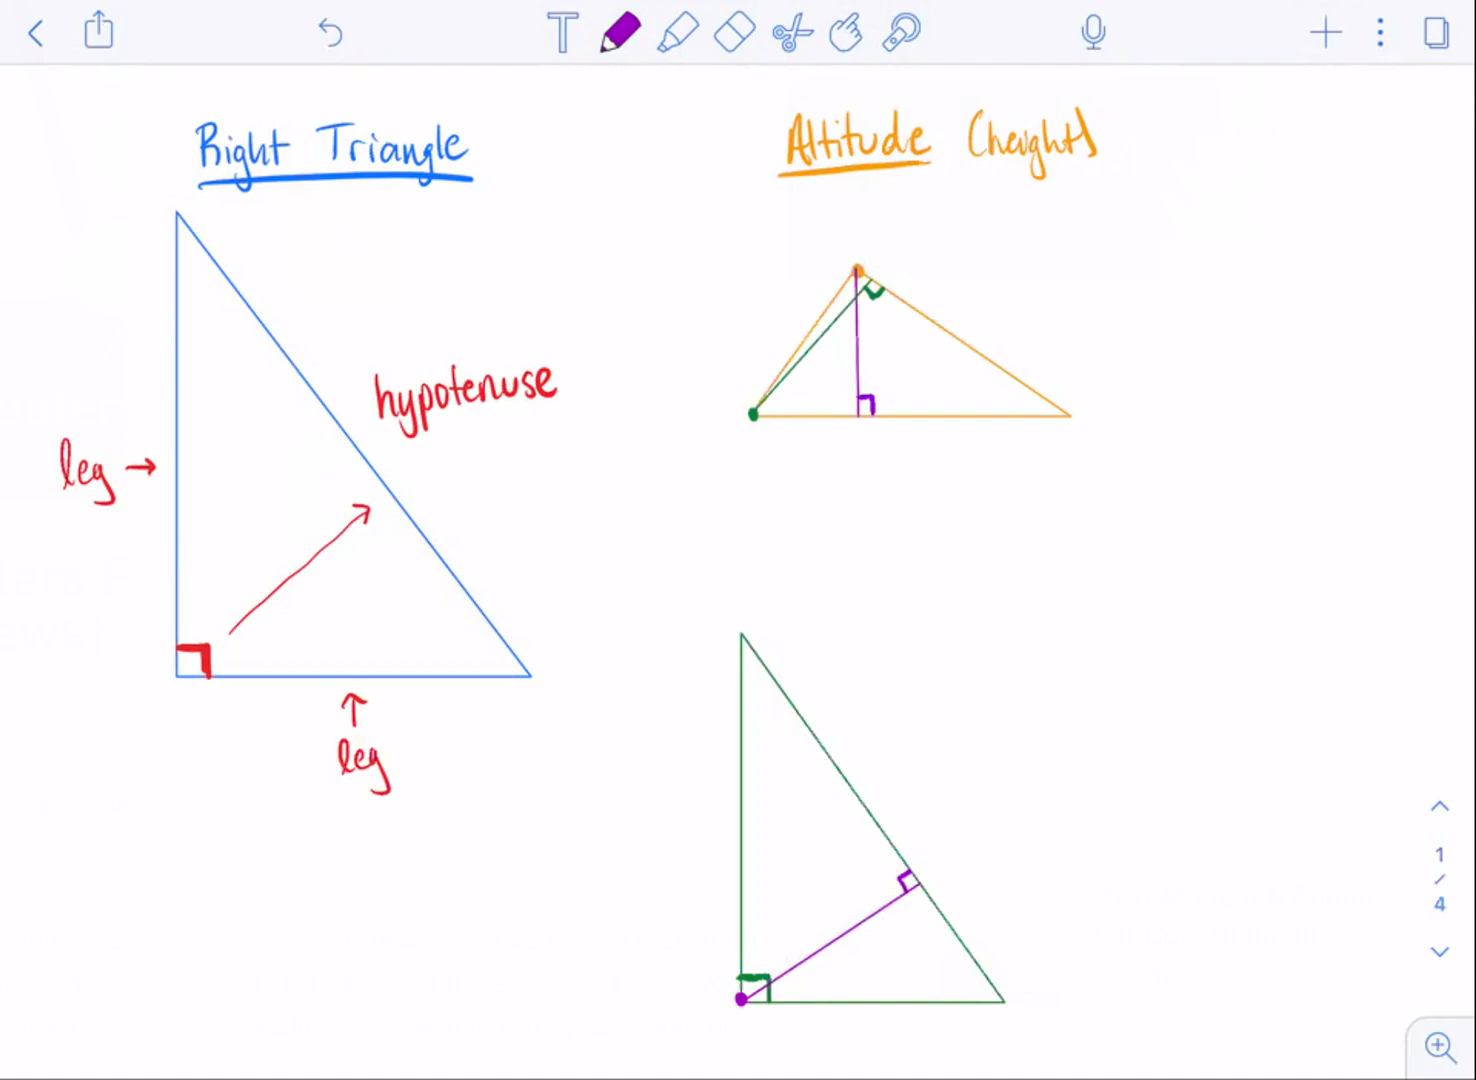 Right Triangle
Altitude (height)
hypotenuse
leg →
↑
leg
1
/
4